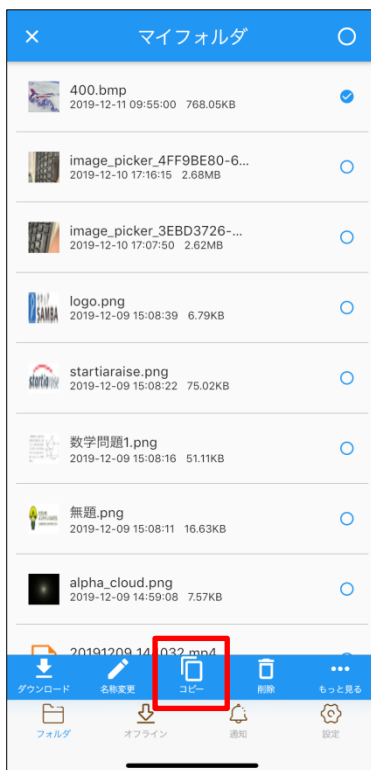 マイフォルダ
400.bmp
2019-12-11 09:55:00 768.05KB
image_picker_4FF9BE80-6...
2019-12-10 17:16:15 2.68MB
image_picker_3EBD3726-...
2019-12-10 17:07:50 2.62MB
SAMBA
logo.png
2019-12-09 15:08:39 6.79KB
startiaraise.png
2019-12-09 15:08:22 75.02KB
数学問題1.png
2019-12-09 15:08:16 51.11KB
無題.png
2019-12-09 15:08:11 16.63KB
alpha_cloud.png
2019-12-09 14:59:08 7.57KB
ダウンロード 名称変更 コピー 削除 もっと見る
フォルダ オフライン 通知 設定